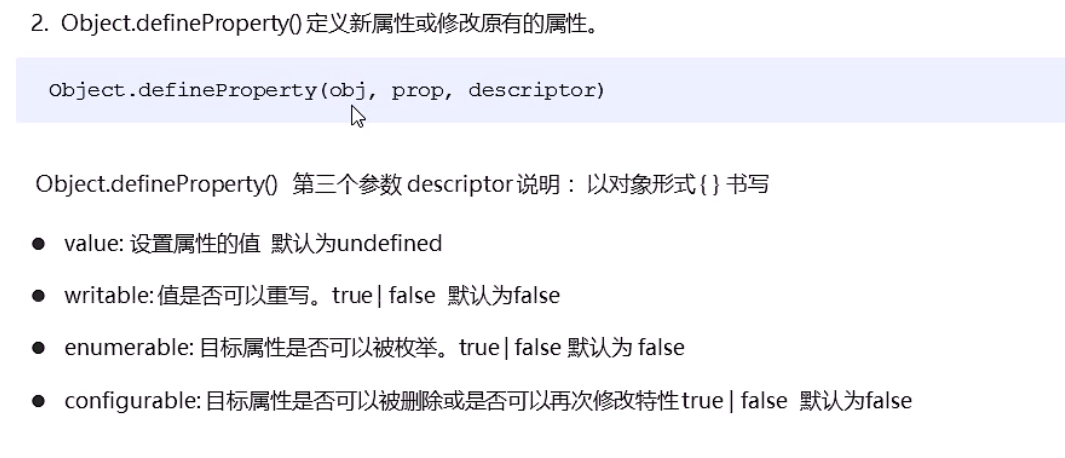 2. Object.defineProperty() 定义新属性或修改原有的属性。
Object.defineProperty(obj, prop, descriptor)
Object.defineProperty() 第三个参数 descriptor 说明： 以对象形式 { } 书写
● value: 设置属性的值 默认为undefined
● writable: 值是否可以重写。true | false 默认为false
● enumerable: 目标属性是否可以被枚举。true | false 默认为 false
● configurable: 目标属性是否可以被删除或是否可以再次修改特性 true | false 默认为false